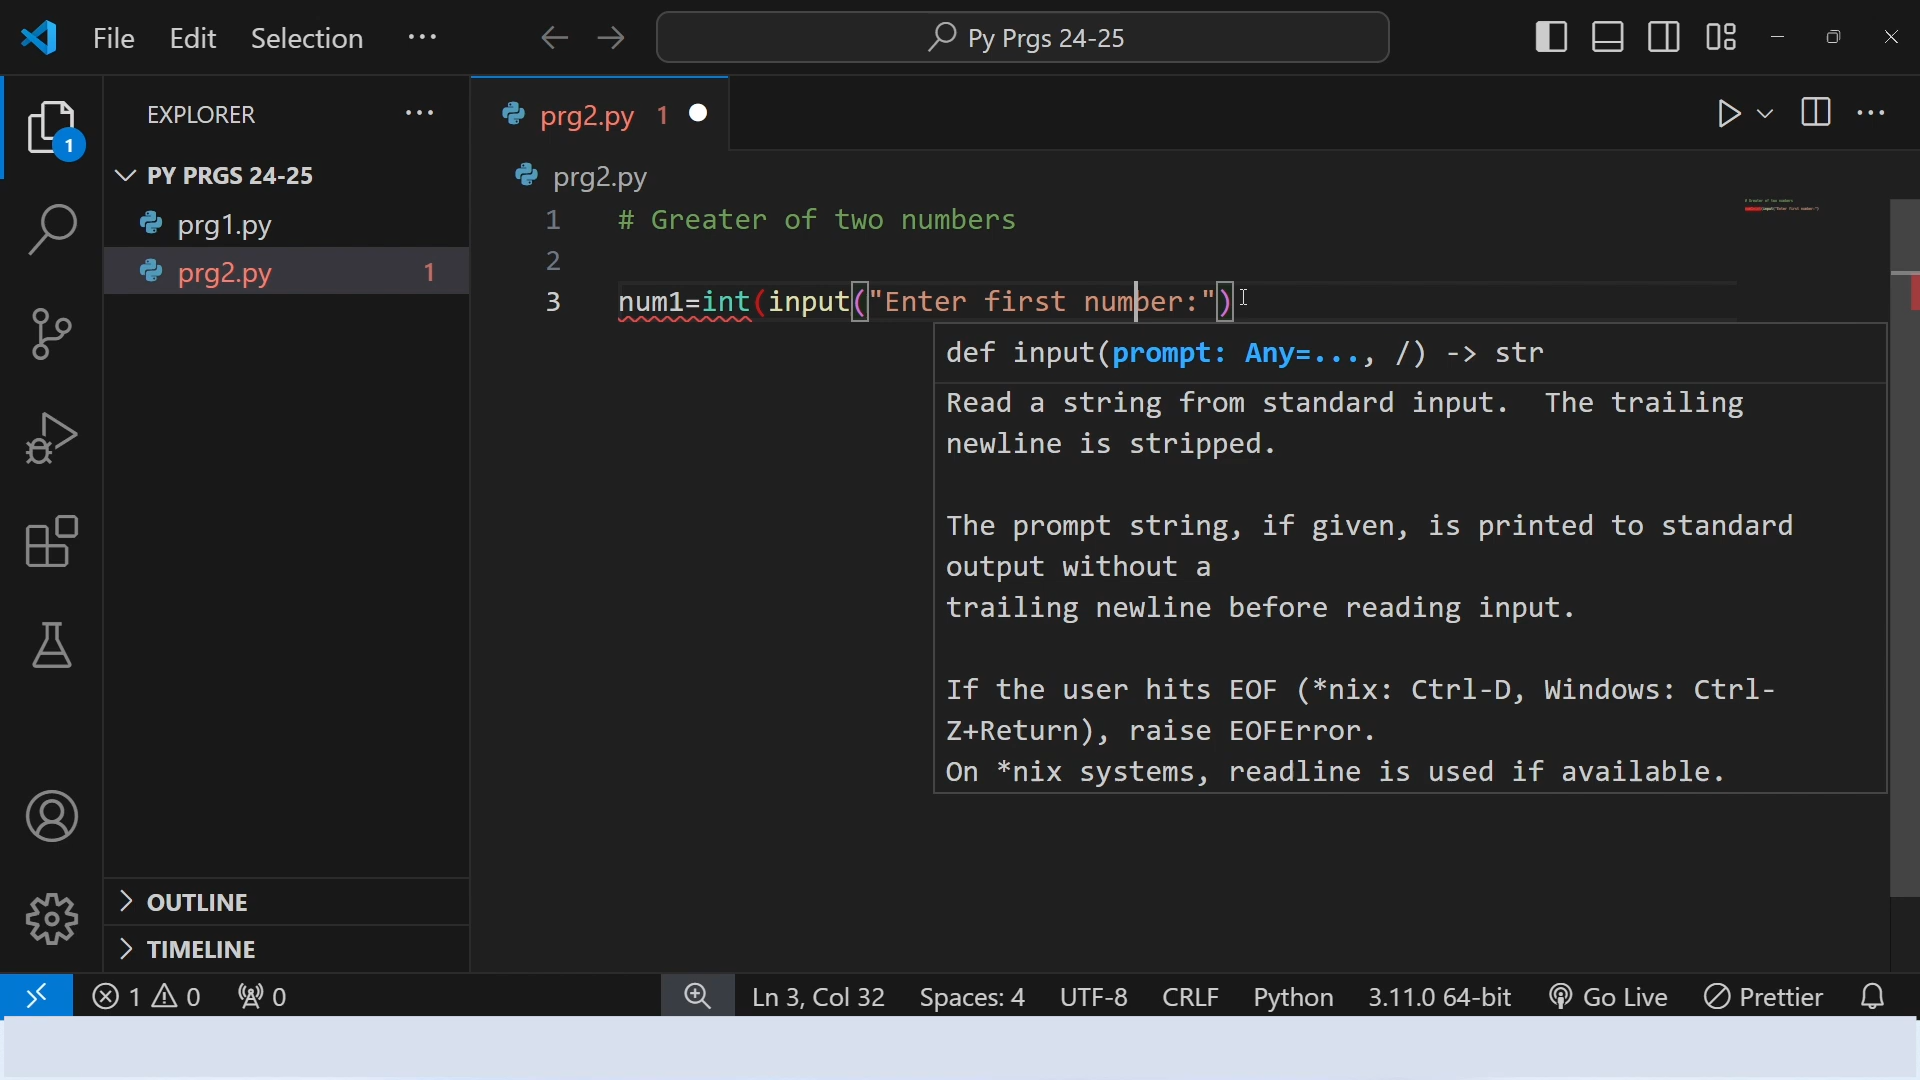 File Edit Selection ···
Py Prgs 24-25
EXPLORER ···
PY PRGS 24-25
prg1.py
prg2.py 1
OUTLINE
TIMELINE
1
prg2.py 1
prg2.py
1 # Greater of two numbers
2
3 num1=int(input("Enter first number:")
def input(prompt: Any=..., /) -> str
Read a string from standard input.  The trailing
newline is stripped.
The prompt string, if given, is printed to standard
output without a
trailing newline before reading input.
If the user hits EOF (*nix: Ctrl-D, Windows: Ctrl-
Z+Return), raise EOFError.
On *nix systems, readline is used if available.
1 0 0 Ln 3, Col 32 Spaces: 4 UTF-8 CRLF Python 3.11.0 64-bit Go Live Prettier